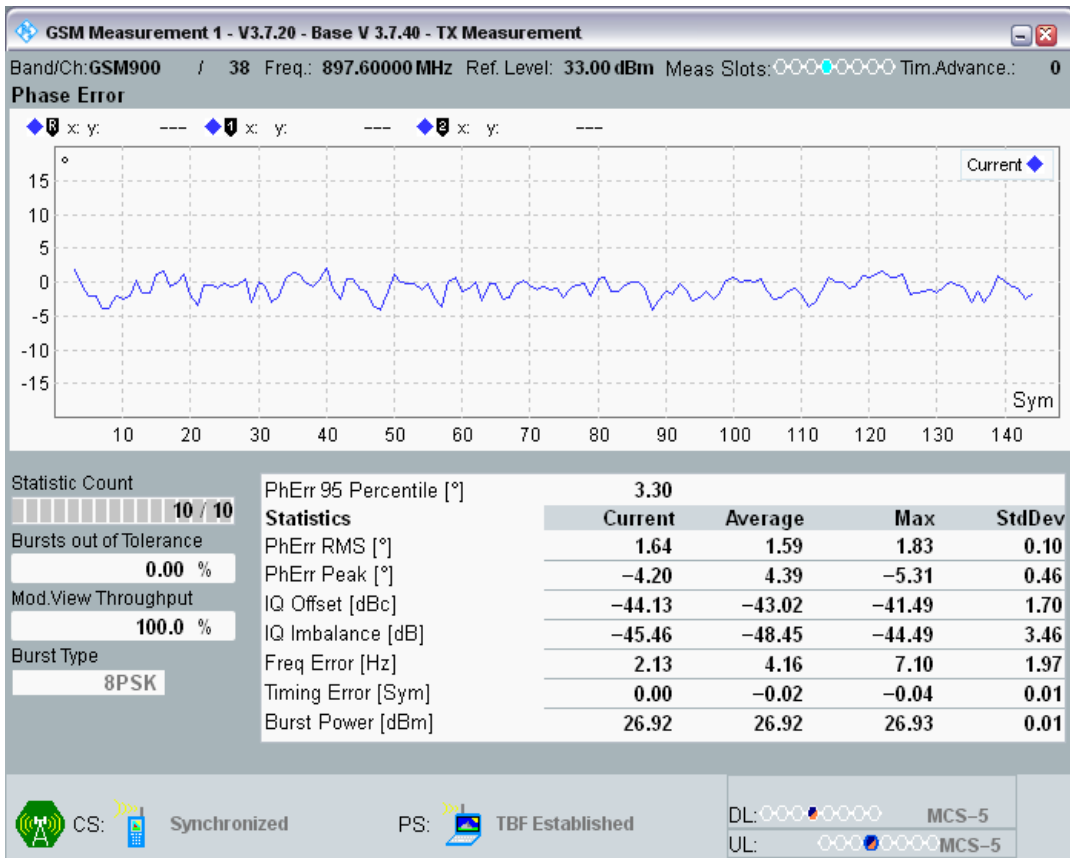 GSM Measurement 1 - V3.7.20 - Base V 3.7.40 - TX Measurement
Band/Ch:GSM900 / 38 Freq.: 897.60000 MHz Ref. Level: 33.00 dBm Meas Slots: Tim.Advance.: 0
Phase Error
R x: y: --- 1 x: y: --- 2 x: y: ---
°
Current
15
10
5
0
-5
-10
-15
Sym
10 20 30 40 50 60 70 80 90 100 110 120 130 140
Statistic Count
10 / 10
Bursts out of Tolerance
0.00 %
Mod.View Throughput
100.0 %
Burst Type
8PSK
PhErr 95 Percentile [°] 3.30
Statistics Current Average Max StdDev
PhErr RMS [°] 1.64 1.59 1.83 0.10
PhErr Peak [°] −4.20 4.39 −5.31 0.46
IQ Offset [dBc] −44.13 −43.02 −41.49 1.70
IQ Imbalance [dB] −45.46 −48.45 −44.49 3.46
Freq Error [Hz] 2.13 4.16 7.10 1.97
Timing Error [Sym] 0.00 −0.02 −0.04 0.01
Burst Power [dBm] 26.92 26.92 26.93 0.01
CS: Synchronized PS: TBF Established
DL: MCS−5
UL: MCS−5